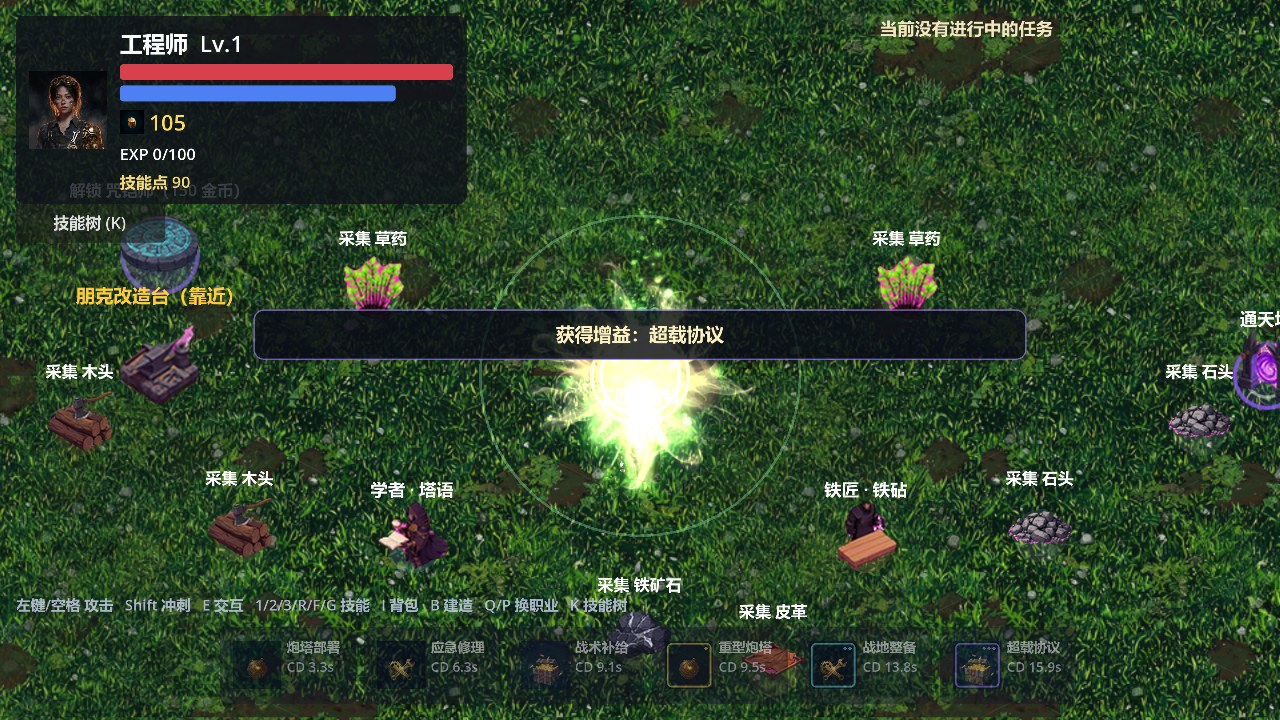 工程师 Lv.1
105
EXP 0/100
技能点 90
技能树 (K)
当前没有进行中的任务
采集 草药
采集 草药
朋克改造台（靠近）
获得增益：超载协议
采集 木头
采集 石头
采集 木头
学者 · 塔语
铁匠 · 铁砧
采集 石头
采集 铁矿石
采集 皮革
左键/空格 攻击 Shift 冲刺 E 交互 1/2/3/R/F/G 技能 I 背包 B 建造 Q/P 换职业 K 技能树
炮塔部署
CD 3.3s
应急修理
CD 6.3s
战术补给
CD 9.1s
重型炮塔
CD 9.5s
战地整备
CD 13.8s
超载协议
CD 15.9s